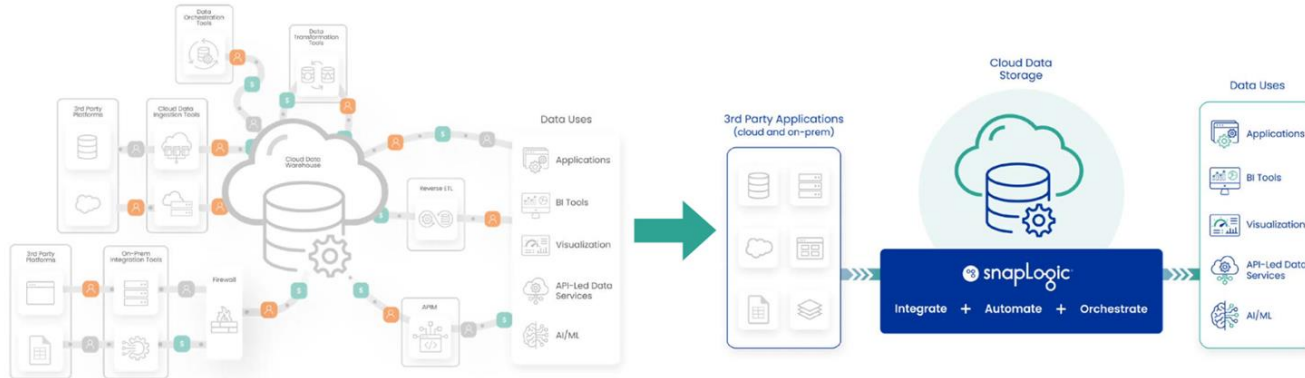 Data
Orchestration
Tools
Data
Transformation
Tools
3rd Party
Platforms
Cloud Data
Ingestion Tools
Cloud Data
Warehouse
Data Uses
Applications
BI Tools
Visualization
API-Led Data
Services
AI/ML
Reverse ETL
3rd Party
Platforms
On-Prem
Integration Tools
Firewall
APIM
$
$
$
$
$
$
$
$
$
3rd Party Applications
(cloud and on-prem)
Cloud Data
Storage
snapLogic
Integrate + Automate + Orchestrate
Data Uses
Applications
BI Tools
Visualization
API-Led Data
Services
AI/ML